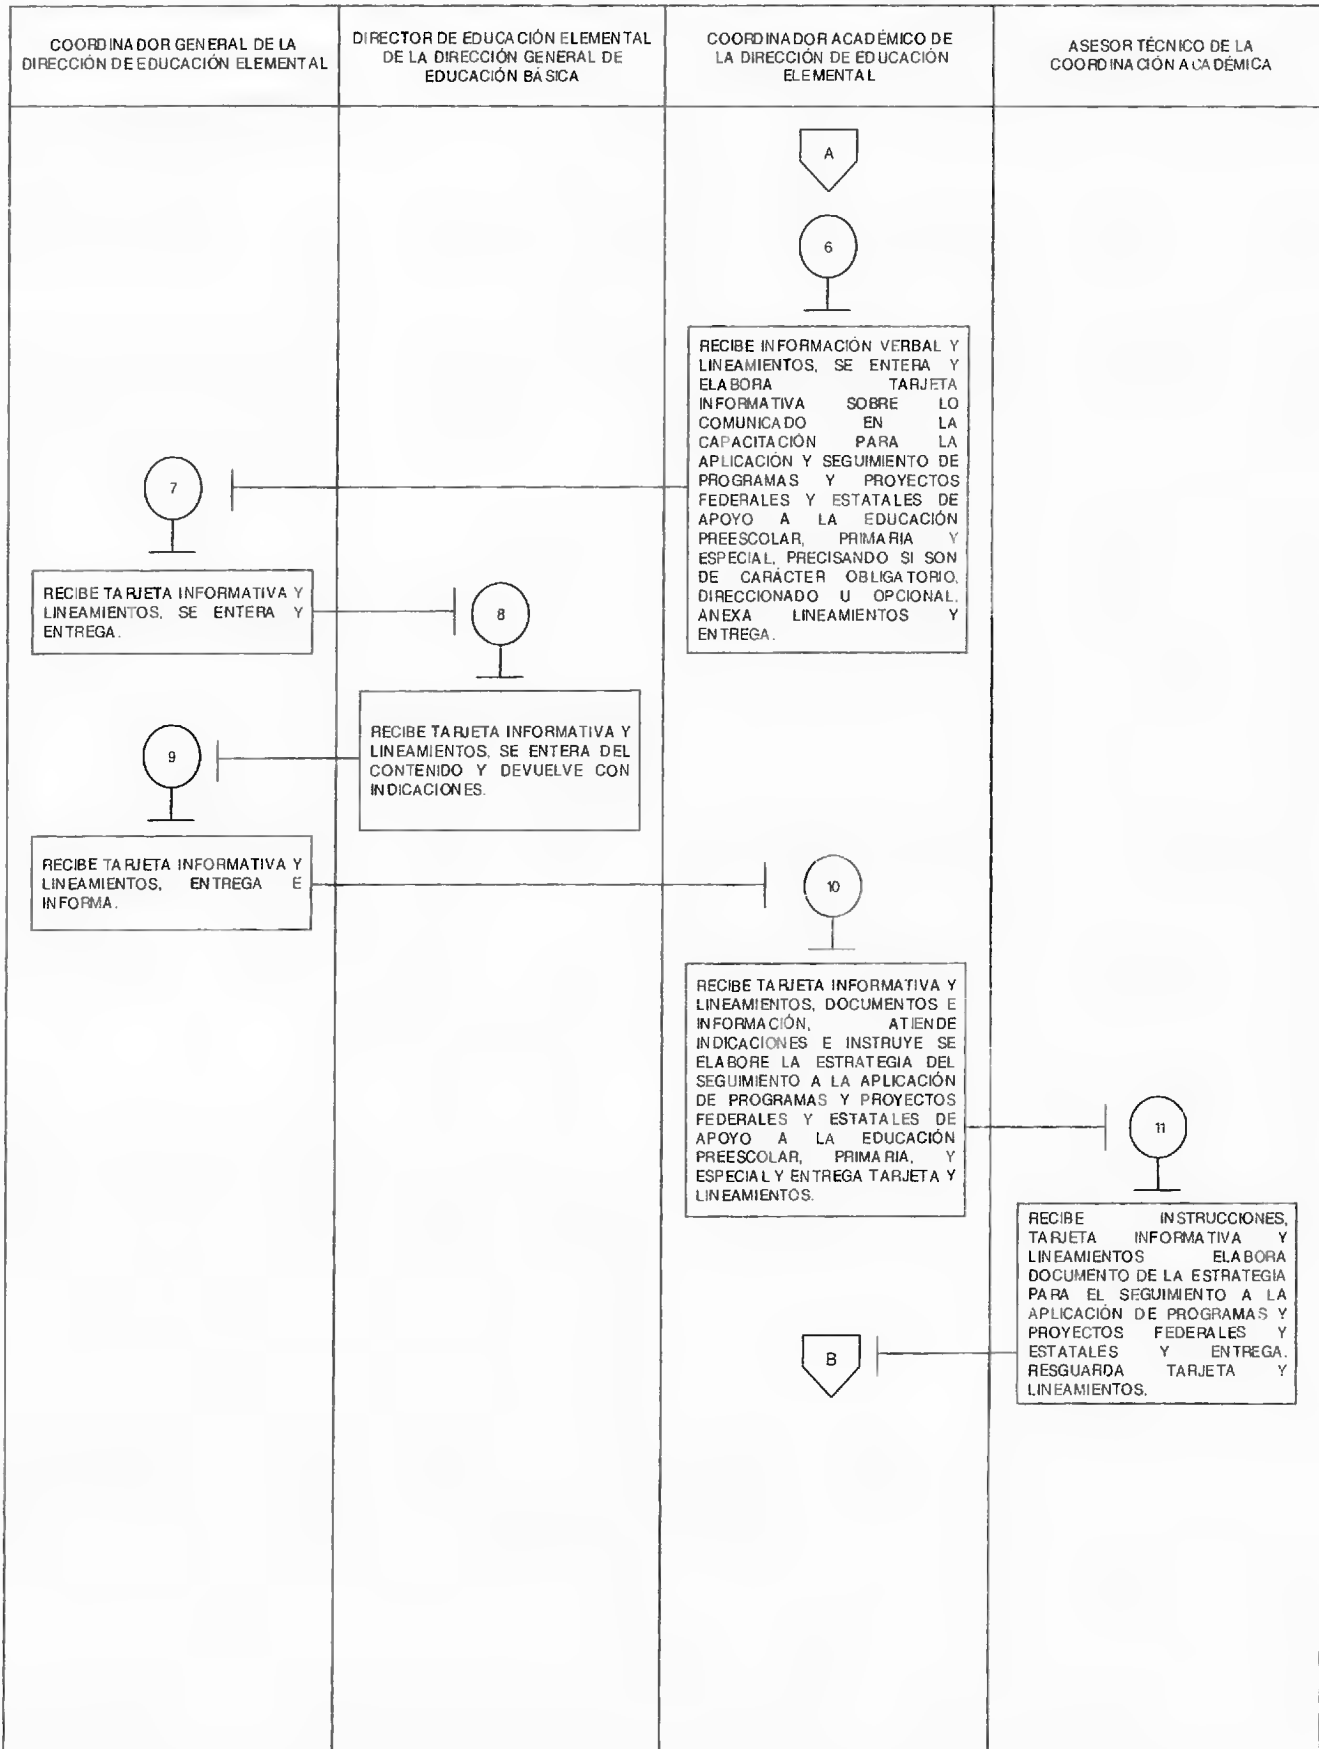 COORDINADOR GENERAL DE LA
DIRECCIÓN DE EDUCACIÓN ELEMENTAL
DIRECTOR DE EDUCACIÓN ELEMENTAL
DE LA DIRECCIÓN GENERAL DE
EDUCACIÓN BÁSICA
COORDINADOR ACADÉMICO DE
LA DIRECCIÓN DE EDUCACIÓN
ELEMENTAL
ASESOR TÉCNICO DE LA
COORDINACIÓN ACADÉMICA
A
6
RECIBE INFORMACIÓN VERBAL Y
LINEAMIENTOS, SE ENTERA Y
ELABORA TARJETA
INFORMATIVA SOBRE LO
COMUNICADO EN LA
CAPACITACIÓN PARA LA
APLICACIÓN Y SEGUIMIENTO DE
PROGRAMAS Y PROYECTOS
FEDERALES Y ESTATALES DE
APOYO A LA EDUCACIÓN
PREESCOLAR, PRIMARIA Y
ESPECIAL, PRECISANDO SI SON
DE CARÁCTER OBLIGATORIO,
DIRECCIONADO U OPCIONAL,
ANEXA LINEAMIENTOS Y
ENTREGA.
7
RECIBE TARJETA INFORMATIVA Y
LINEAMIENTOS, SE ENTERA Y
ENTREGA.
8
RECIBE TARJETA INFORMATIVA Y
LINEAMIENTOS, SE ENTERA DEL
CONTENIDO Y DEVUELVE CON
INDICACIONES.
9
RECIBE TARJETA INFORMATIVA Y
LINEAMIENTOS, ENTREGA E
INFORMA.
10
RECIBE TARJETA INFORMATIVA Y
LINEAMIENTOS, DOCUMENTOS E
INFORMACIÓN, ATIENDE
INDICACIONES E INSTRUYE SE
ELABORE LA ESTRATEGIA DEL
SEGUIMIENTO A LA APLICACIÓN
DE PROGRAMAS Y PROYECTOS
FEDERALES Y ESTATALES DE
APOYO A LA EDUCACIÓN
PREESCOLAR, PRIMARIA, Y
ESPECIAL Y ENTREGA TARJETA Y
LINEAMIENTOS.
11
RECIBE INSTRUCCIONES,
TARJETA INFORMATIVA Y
LINEAMIENTOS ELABORA
DOCUMENTO DE LA ESTRATEGIA
PARA EL SEGUIMIENTO A LA
APLICACIÓN DE PROGRAMAS Y
PROYECTOS FEDERALES Y
ESTATALES Y ENTREGA.
RESGUARDA TARJETA Y
LINEAMIENTOS.
B